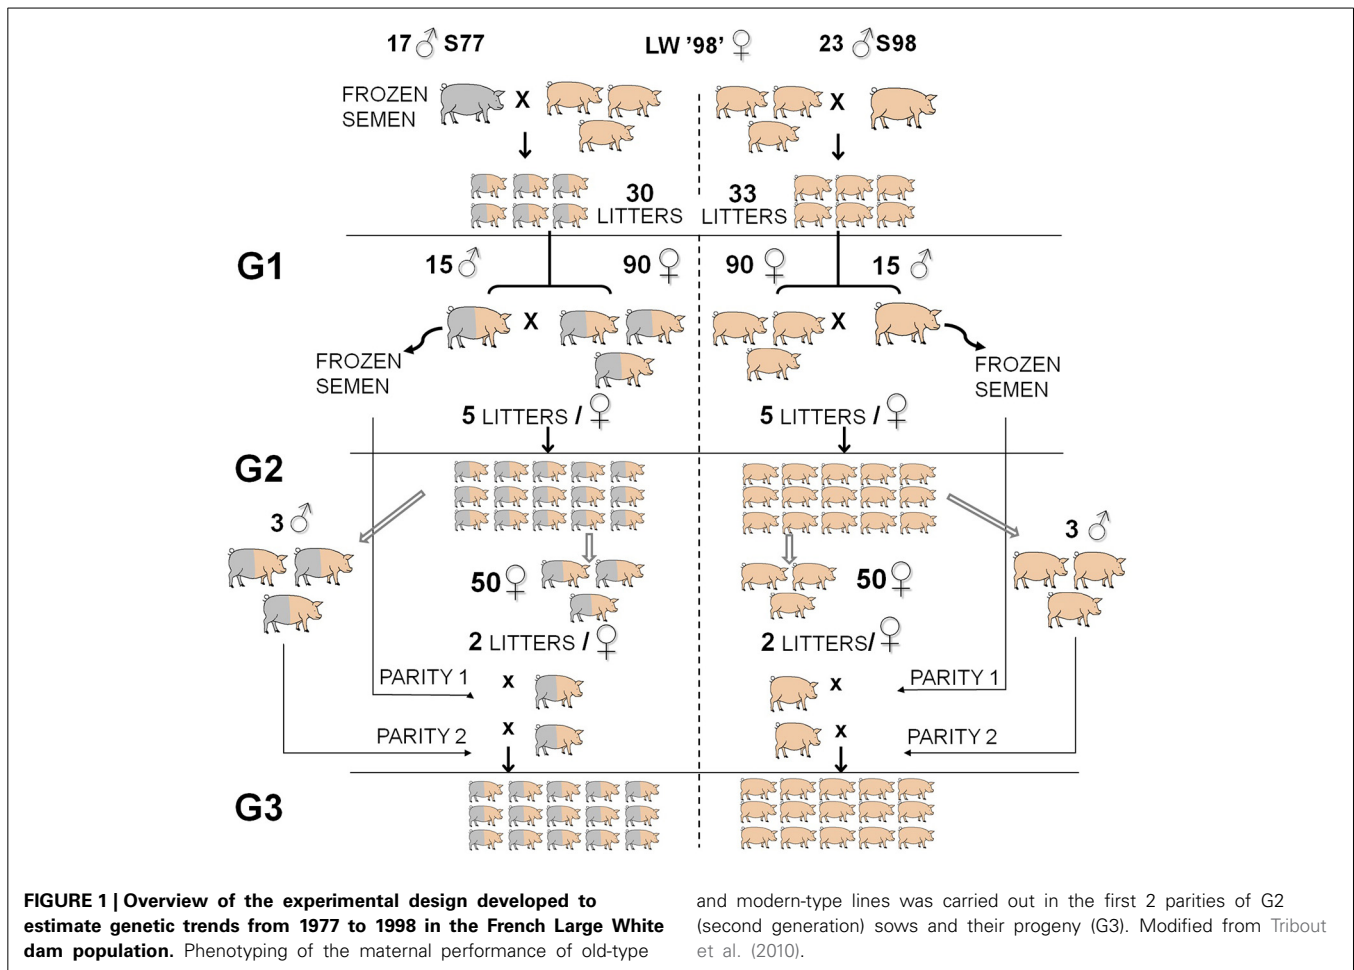 17 ♂ S77
LW '98' ♀
23 ♂ S98
FROZEN
SEMEN
X
X
30
LITTERS
33
LITTERS
G1
15 ♂
90 ♀
90 ♀
15 ♂
X
X
FROZEN
SEMEN
FROZEN
SEMEN
5 LITTERS / ♀
5 LITTERS / ♀
G2
3 ♂
3 ♂
50 ♀
50 ♀
2 LITTERS / ♀
2 LITTERS/ ♀
PARITY 1
x
x
PARITY 1
PARITY 2
x
x
PARITY 2
G3
FIGURE 1 | Overview of the experimental design developed to
estimate genetic trends from 1977 to 1998 in the French Large White
dam population. Phenotyping of the maternal performance of old-type
and modern-type lines was carried out in the first 2 parities of G2
(second generation) sows and their progeny (G3). Modified from Tribout
et al. (2010).